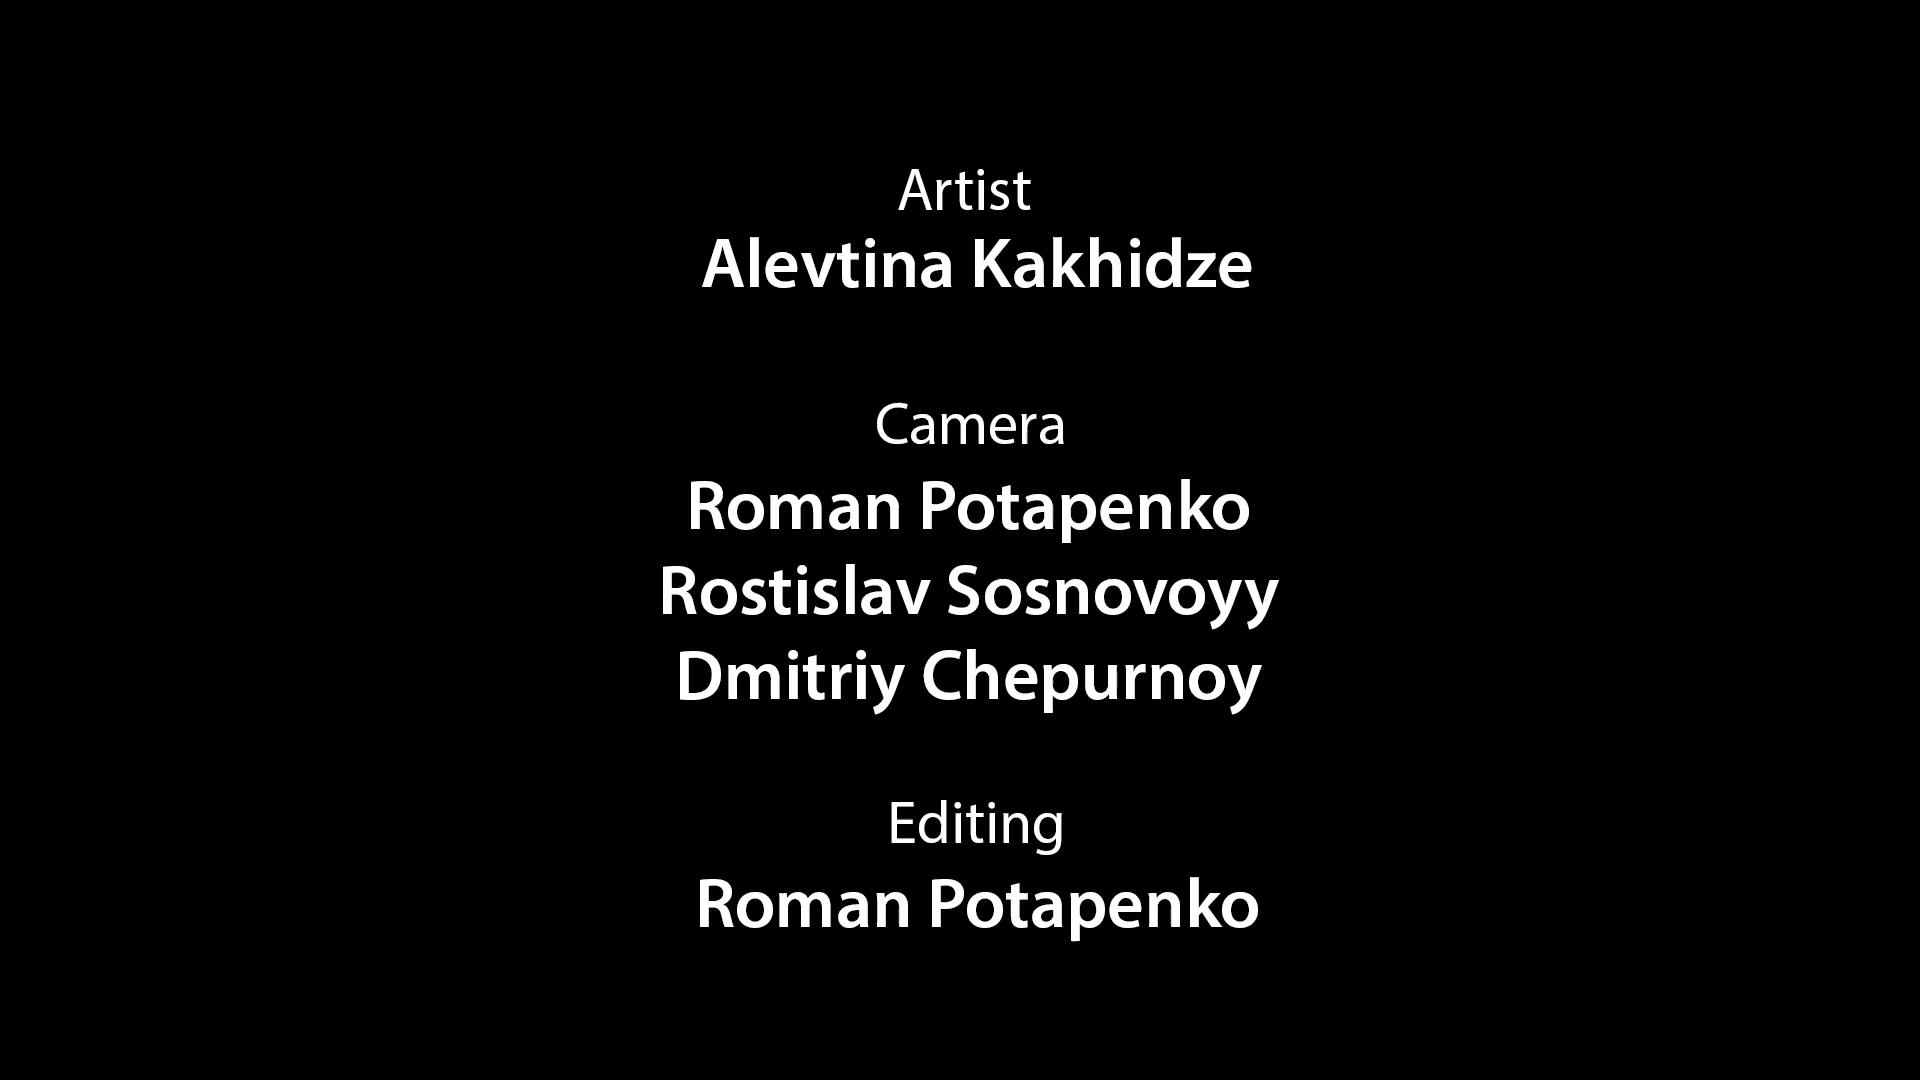 Artist
Alevtina Kakhidze
Camera
Roman Potapenko
Rostislav Sosnovoyy
Dmitriy Chepurnoy
Editing
Roman Potapenko